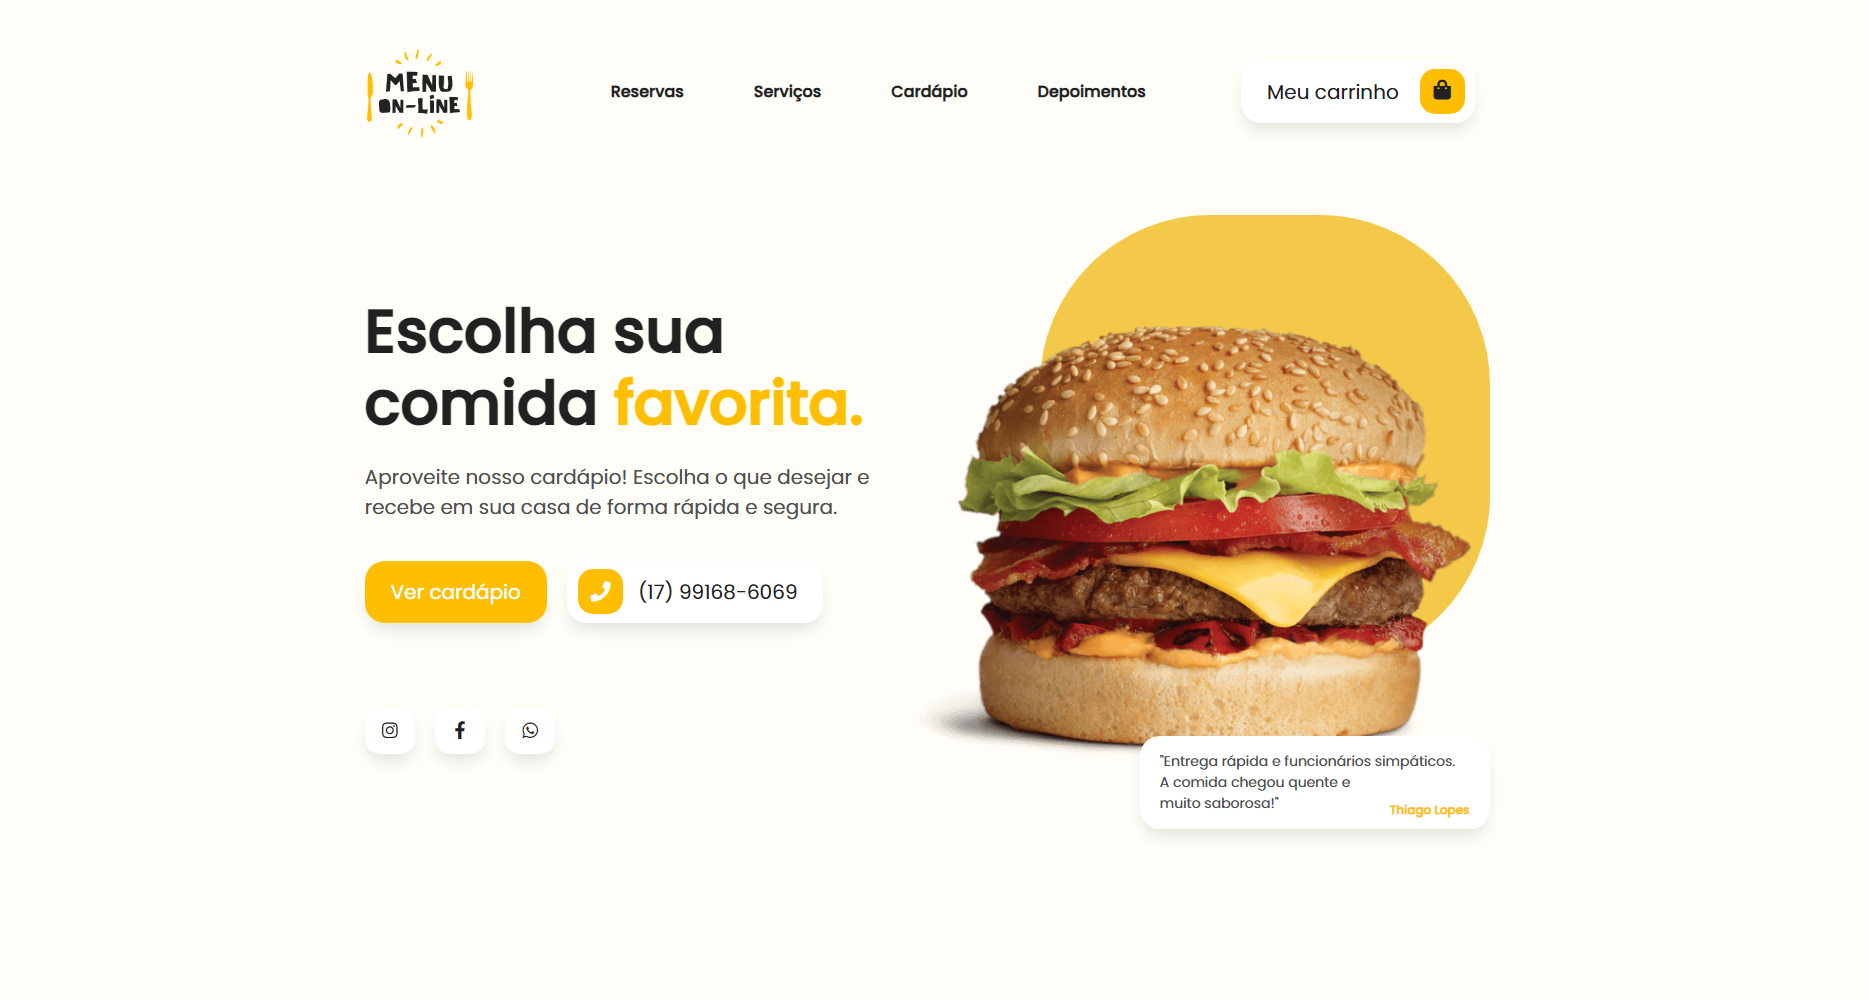 MENU
ON-LINE
Reservas
Serviços
Cardápio
Depoimentos
Meu carrinho
Escolha sua
comida favorita.
Aproveite nosso cardápio! Escolha o que desejar e
recebe em sua casa de forma rápida e segura.
Ver cardápio
(17) 99168-6069
"Entrega rápida e funcionários simpáticos.
A comida chegou quente e
muito saborosa!"
Thiago Lopes